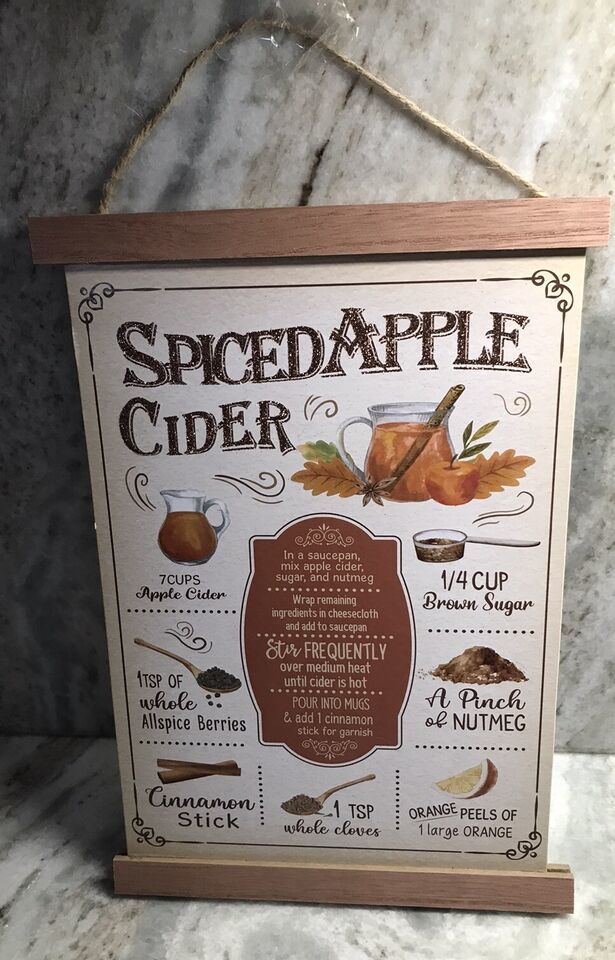 SPICED APPLE
CIDER
7CUPS
Apple Cider
1TSP OF
whole
Allspice Berries
In a saucepan,
mix apple cider,
sugar, and nutmeg
Wrap remaining
ingredients in cheesecloth
and add to saucepan
Stir FREQUENTLY
over medium heat
until cider is hot
POUR INTO MUGS
& add 1 cinnamon
stick for garnish
1/4 CUP
Brown Sugar
A Pinch
of NUTMEG
Cinnamon
Stick
1 TSP
whole cloves
ORANGE PEELS OF
1 large ORANGE